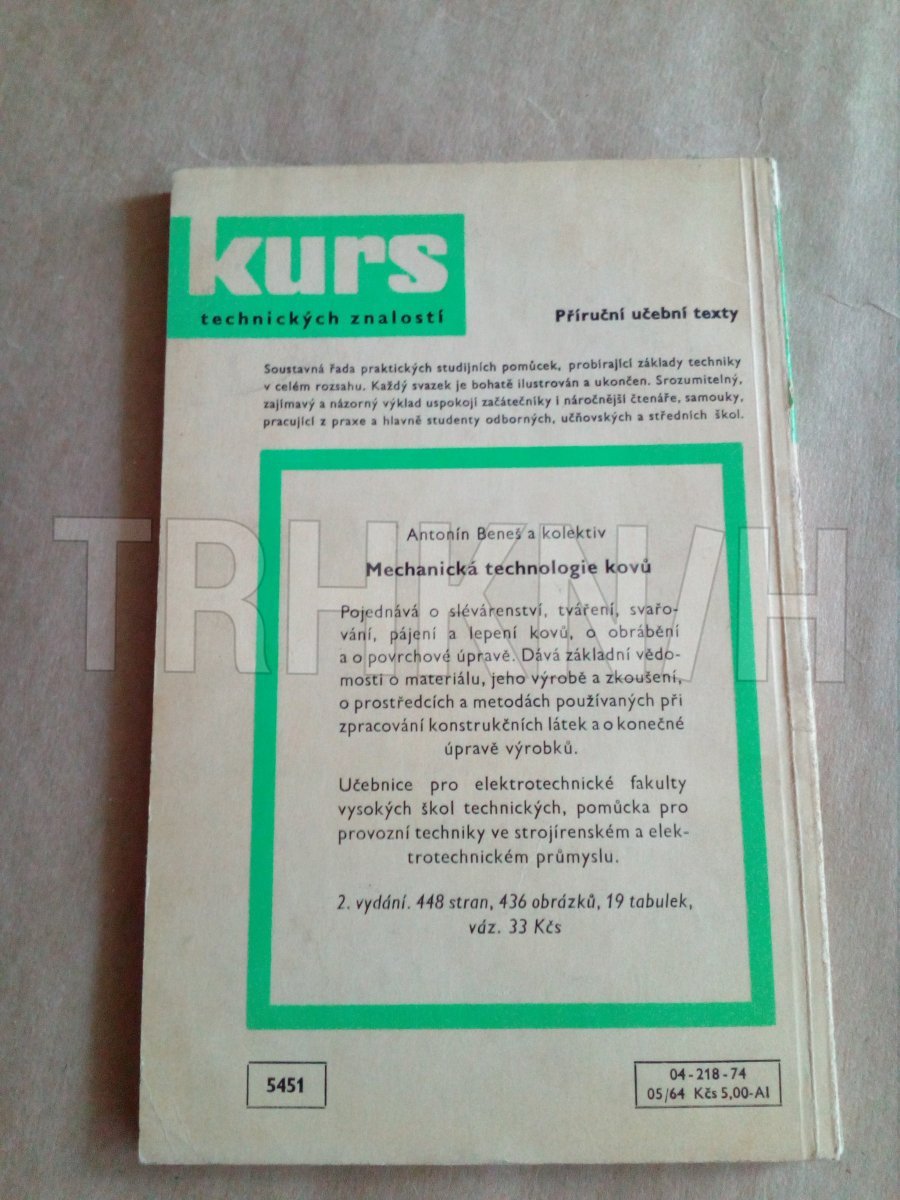 kurs
technických znalostí
Příruční učební texty
Soustavná řada praktických studijních pomůcek, probírající základy techniky
v celém rozsahu. Každý svazek je bohatě ilustrován a ukončen. Srozumitelný,
zajímavý a názorný výklad uspokojí začátečníky i náročnější čtenáře, samouky,
pracující z praxe a hlavně studenty odborných, učňovských a středních škol.
Antonín Beneš a kolektiv
Mechanická technologie kovů
Pojednává o slévárenství, tváření, svařo-
vání, pájení a lepení kovů, o obrábění
a o povrchové úpravě. Dává základní vědo-
mosti o materiálu, jeho výrobě a zkoušení,
o prostředcích a metodách používaných při
zpracování konstrukčních látek a o konečné
úpravě výrobků.
Učebnice pro elektrotechnické fakulty
vysokých škol technických, pomůcka pro
provozní techniky ve strojírenském a elek-
trotechnickém průmyslu.
2. vydání. 448 stran, 436 obrázků, 19 tabulek,
váz. 33 Kčs
5451
04-218-74
05/64 Kčs 5,00-AI
TRHKNIH